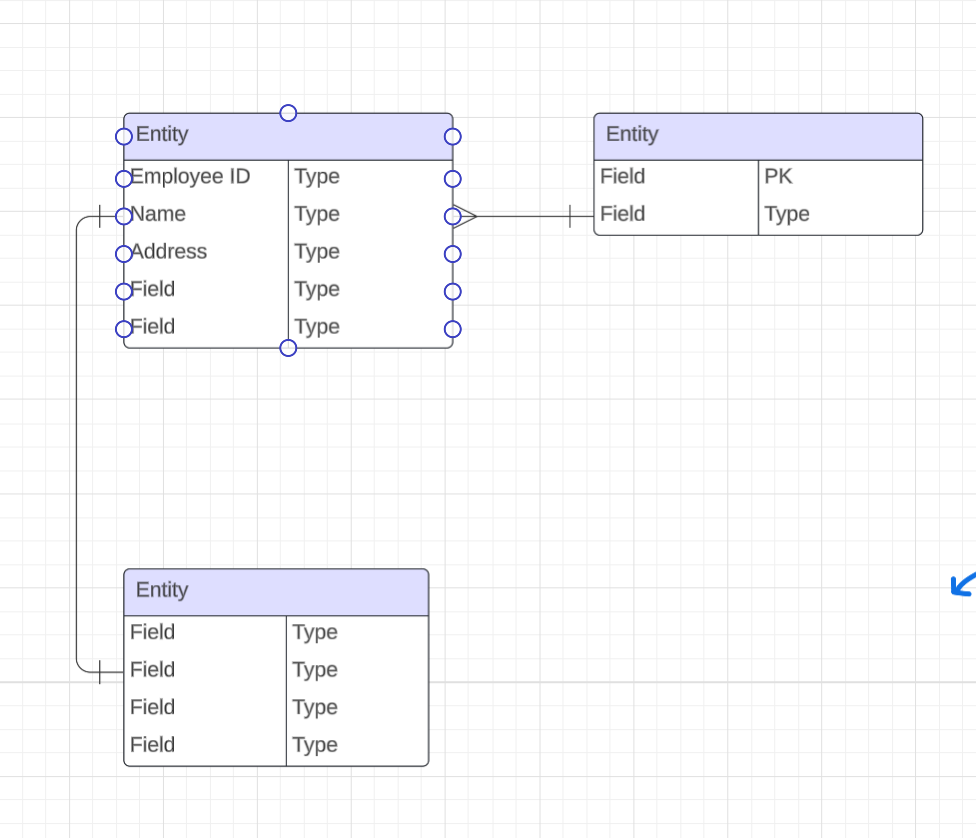 Entity
Employee ID Type
Name Type
Address Type
Field Type
Field Type
Entity
Field PK
Field Type
Entity
Field Type
Field Type
Field Type
Field Type